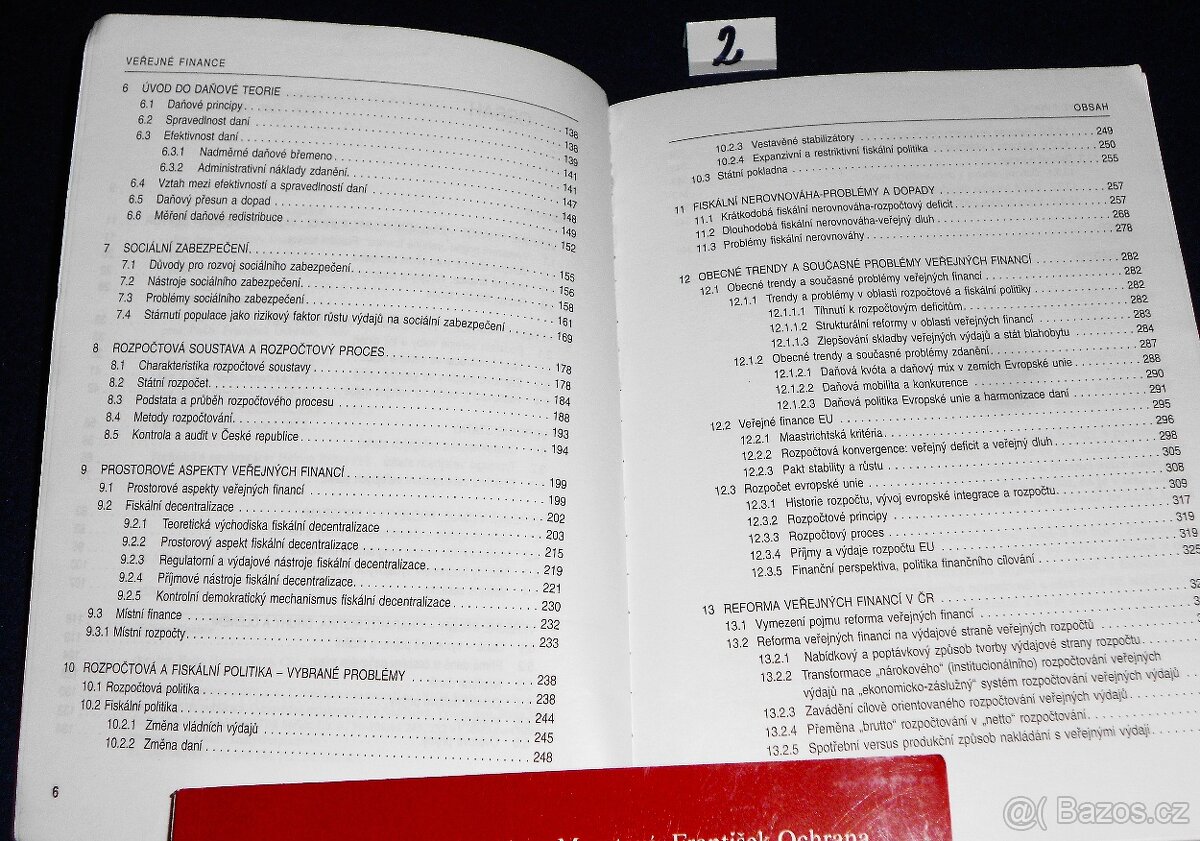 2
VEŘEJNÉ FINANCE
6 ÚVOD DO DAŇOVÉ TEORIE 138
6.1 Daňové principy 138
6.2 Spravedlnost daní 139
6.3 Efektivnost daní 141
6.3.1 Nadměrné daňové břemeno 141
6.3.2 Administrativní náklady zdanění. 147
6.4 Vztah mezi efektivností a spravedlností daní 148
6.5 Daňový přesun a dopad 149
6.6 Měření daňové redistribuce 152
7 SOCIÁLNÍ ZABEZPEČENÍ 155
7.1 Důvody pro rozvoj sociálního zabezpečení 156
7.2 Nástroje sociálního zabezpečení 158
7.3 Problémy sociálního zabezpečení 161
7.4 Stárnutí populace jako rizikový faktor růstu výdajů na sociální zabezpečení 169
8 ROZPOČTOVÁ SOUSTAVA A ROZPOČTOVÝ PROCES 178
8.1 Charakteristika rozpočtové soustavy 178
8.2 Státní rozpočet 184
8.3 Podstata a průběh rozpočtového procesu 188
8.4 Metody rozpočtování 193
8.5 Kontrola a audit v České republice 194
9 PROSTOROVÉ ASPEKTY VEŘEJNÝCH FINANCÍ 199
9.1 Prostorové aspekty veřejných financí 199
9.2 Fiskální decentralizace 202
9.2.1 Teoretická východiska fiskální decentralizace 203
9.2.2 Prostorový aspekt fiskální decentralizace 215
9.2.3 Regulatorní a výdajové nástroje fiskální decentralizace 219
9.2.4 Příjmové nástroje fiskální decentralizace 221
9.2.5 Kontrolní demokratický mechanismus fiskální decentralizace 230
9.3 Místní finance 232
9.3.1 Místní rozpočty 233
10 ROZPOČTOVÁ A FISKÁLNÍ POLITIKA – VYBRANÉ PROBLÉMY 238
10.1 Rozpočtová politika 238
10.2 Fiskální politika 244
10.2.1 Změna vládních výdajů 245
10.2.2 Změna daní 248
6
OBSAH
10.2.3 Vestavěné stabilizátory 249
10.2.4 Expanzivní a restriktivní fiskální politika 250
10.3 Státní pokladna 255
11 FISKÁLNÍ NEROVNOVÁHA-PROBLÉMY A DOPADY 257
11.1 Krátkodobá fiskální nerovnováha-rozpočtový deficit 257
11.2 Dlouhodobá fiskální nerovnováha-veřejný dluh 268
11.3 Problémy fiskální nerovnováhy 278
12 OBECNÉ TRENDY A SOUČASNÉ PROBLÉMY VEŘEJNÝCH FINANCÍ 282
12.1 Obecné trendy a současné problémy veřejných financí 282
12.1.1 Trendy a problémy v oblasti rozpočtové a fiskální politiky 282
12.1.1.1 Tíhnutí k rozpočtovým deficitům 282
12.1.1.2 Strukturální reformy v oblasti veřejných financí 283
12.1.1.3 Zlepšování skladby veřejných výdajů a stát blahobytu 284
12.1.2 Obecné trendy a současné problémy zdanění 287
12.1.2.1 Daňová kvóta a daňový mix v zemích Evropské unie 288
12.1.2.2 Daňová mobilita a konkurence 290
12.1.2.3 Daňová politika Evropské unie a harmonizace daní 291
12.2 Veřejné finance EU 295
12.2.1 Maastrichtská kritéria 296
12.2.2 Rozpočtová konvergence: veřejný deficit a veřejný dluh 298
12.2.3 Pakt stability a růstu 305
12.3 Rozpočet evropské unie 308
12.3.1 Historie rozpočtu, vývoj evropské integrace a rozpočtu 309
12.3.2 Rozpočtové principy 317
12.3.3 Rozpočtový proces 319
12.3.4 Příjmy a výdaje rozpočtu EU 319
12.3.5 Finanční perspektiva, politika finančního cílování 325
13 REFORMA VEŘEJNÝCH FINANCÍ V ČR
13.1 Vymezení pojmu reforma veřejných financí
13.2 Reforma veřejných financí na výdajové straně veřejných rozpočtů
13.2.1 Nabídkový a poptávkový způsob tvorby výdajové strany rozpočtu
13.2.2 Transformace „nárokového“ (institucionálního) rozpočtování veřejných
výdajů na „ekonomicko-záslužný“ systém rozpočtování veřejných výdajů
13.2.3 Zavádění cílově orientovaného rozpočtování veřejných výdajů
13.2.4 Přeměna „brutto“ rozpočtování v „netto“ rozpočtování
13.2.5 Spotřební versus produkční způsob nakládání s veřejnými výdaji
František Ochrana
@( Bazos.cz